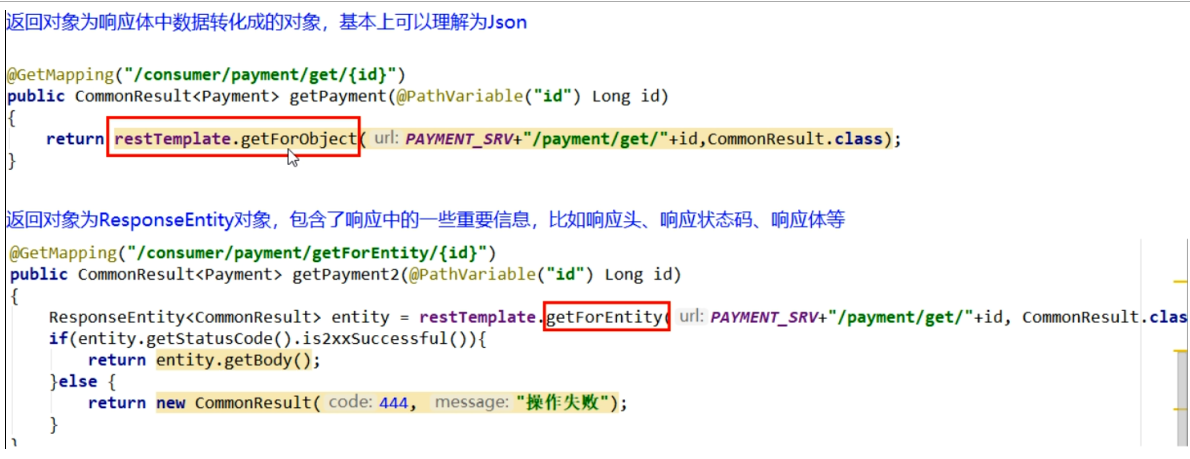 返回对象为响应体中数据转化成的对象，基本上可以理解为Json
@GetMapping("/consumer/payment/get/{id}")
public CommonResult<Payment> getPayment(@PathVariable("id") Long id)
{
return restTemplate.getForObject( url: PAYMENT_SRV+"/payment/get/"+id,CommonResult.class);
}
返回对象为ResponseEntity对象，包含了响应中的一些重要信息，比如响应头、响应状态码、响应体等
@GetMapping("/consumer/payment/getForEntity/{id}")
public CommonResult<Payment> getPayment2(@PathVariable("id") Long id)
{
ResponseEntity<CommonResult> entity = restTemplate.getForEntity( url: PAYMENT_SRV+"/payment/get/"+id, CommonResult.clas
if(entity.getStatusCode().is2xxSuccessful()){
return entity.getBody();
}else {
return new CommonResult( code: 444, message: "操作失败");
}
}